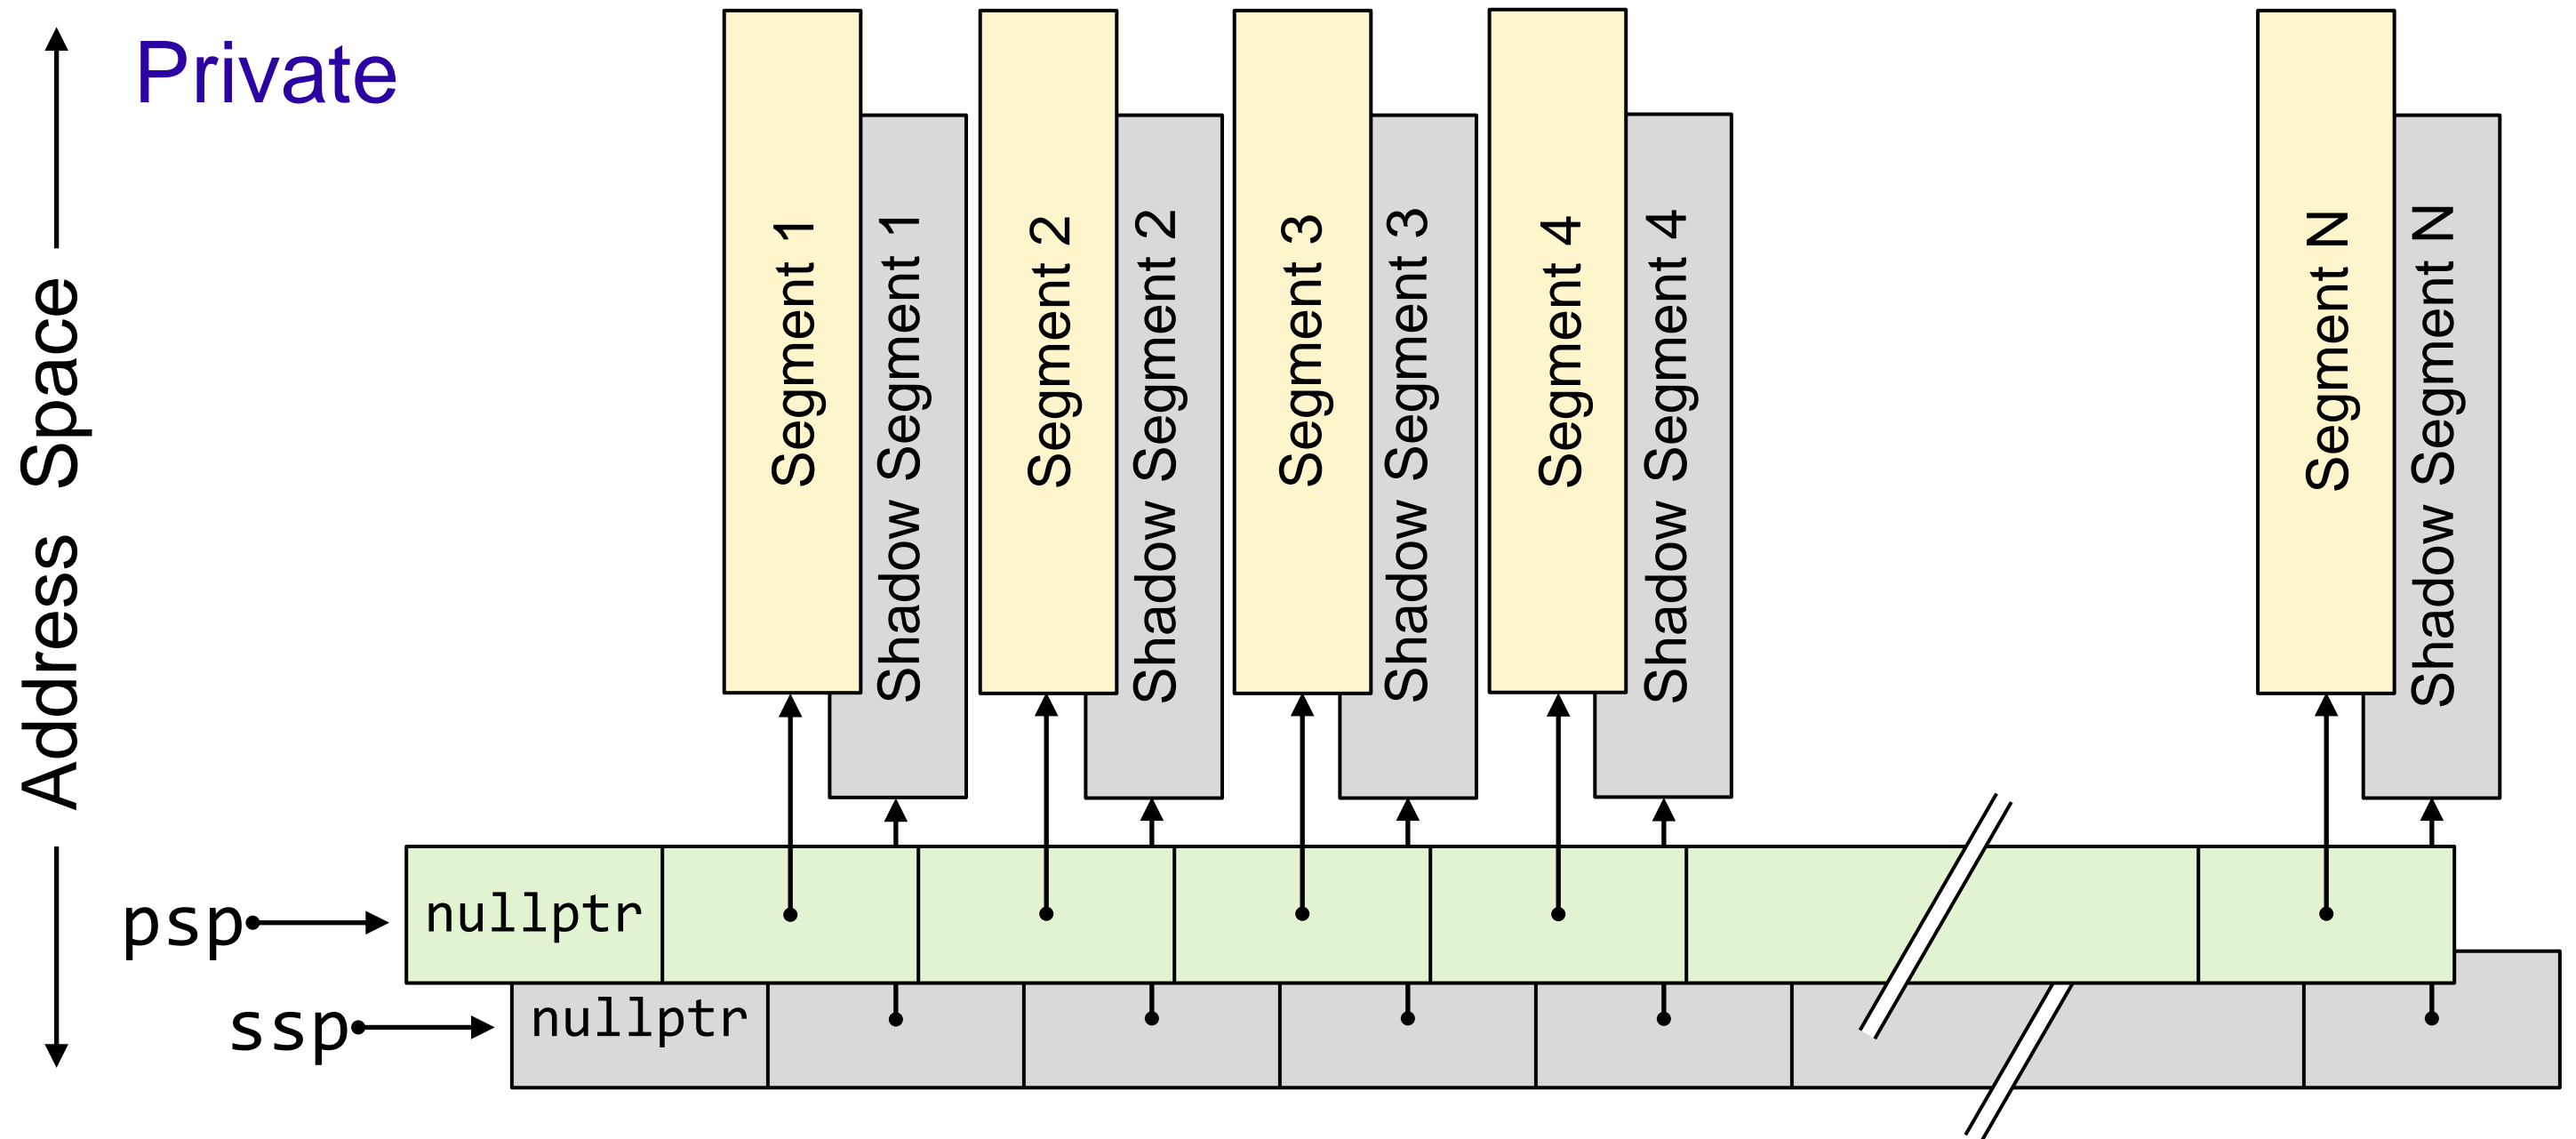 Private
Address Space
Segment 1
Shadow Segment 1
Segment 2
Shadow Segment 2
Segment 3
Shadow Segment 3
Segment 4
Shadow Segment 4
Segment N
Shadow Segment N
psp
nullptr
ssp
nullptr